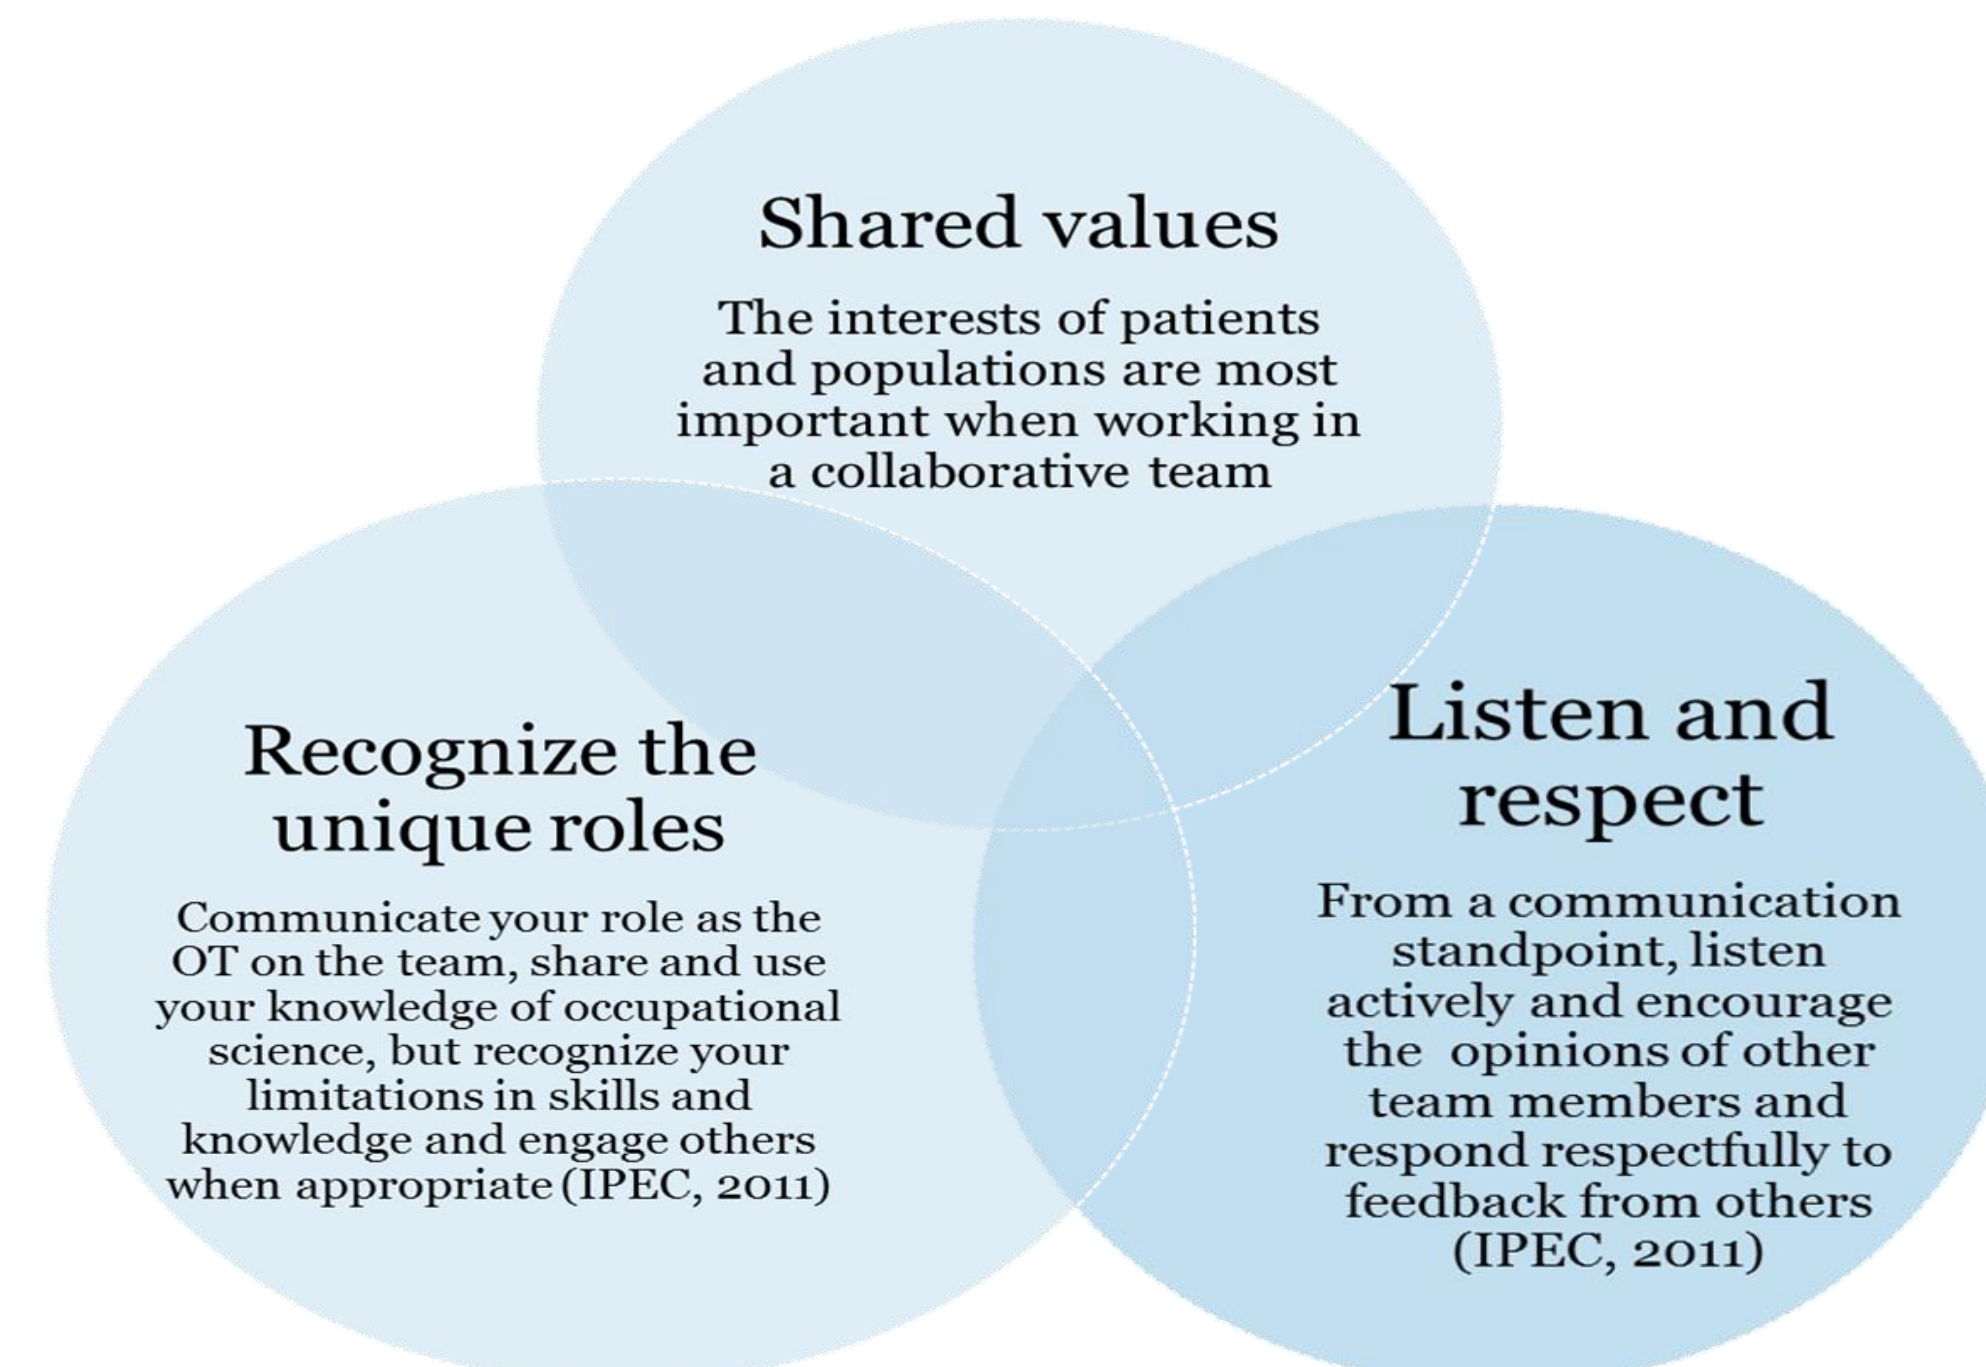 Shared values
The interests of patients
and populations are most
important when working in
a collaborative team
Recognize the
unique roles
Communicate your role as the
OT on the team, share and use
your knowledge of occupational
science, but recognize your
limitations in skills and
knowledge and engage others
when appropriate (IPEC, 2011)
Listen and
respect
From a communication
standpoint, listen
actively and encourage
the opinions of other
team members and
respond respectfully to
feedback from others
(IPEC, 2011)